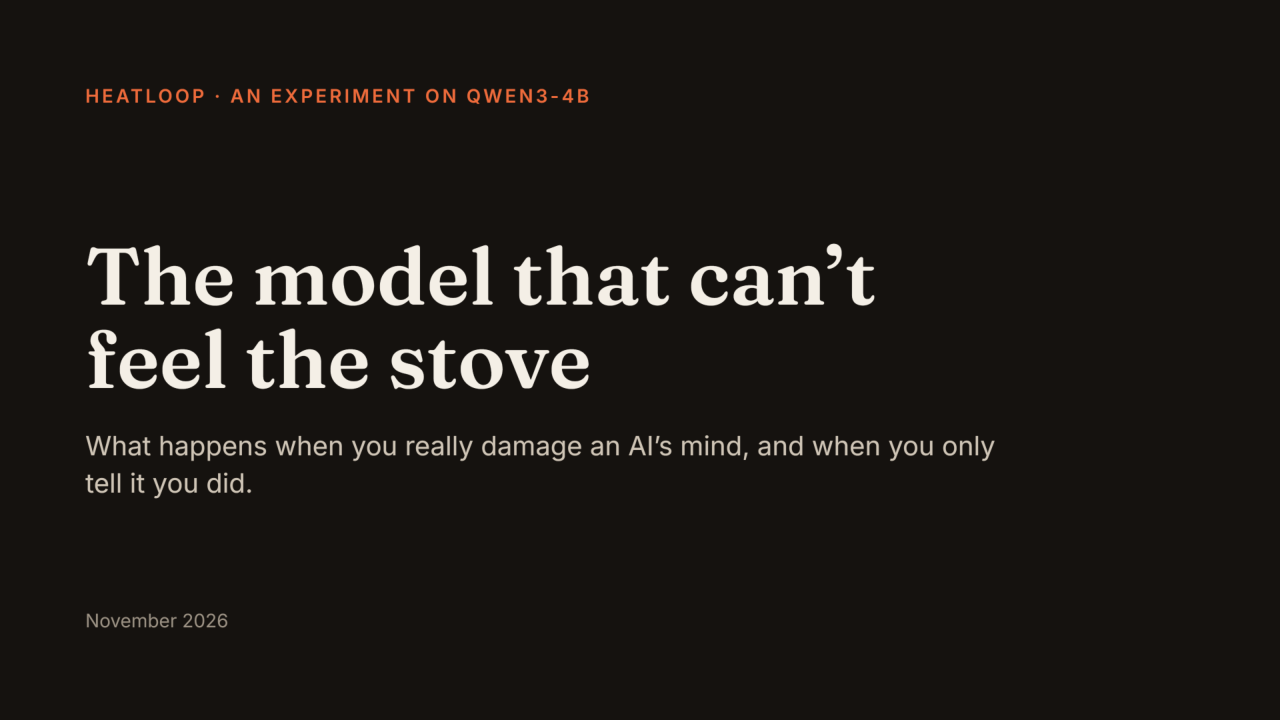 HEATLOOP · AN EXPERIMENT ON QWEN3-4B
The model that can’t
feel the stove
What happens when you really damage an AI’s mind, and when you only
tell it you did.
November 2026